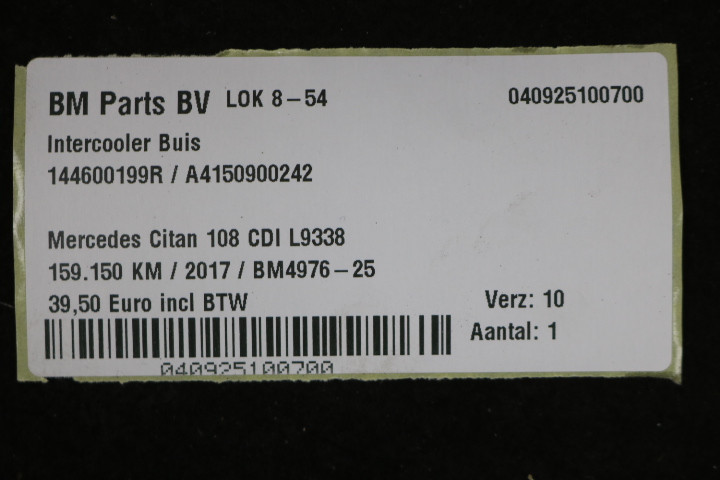 BM Parts BV LOK 8-54 040925100700
Intercooler Buis
144600199R / A4150900242
Mercedes Citan 108 CDI L9338
159.150 KM / 2017 / BM4976-25
39,50 Euro incl BTW Verz: 10
Aantal: 1
040925100700